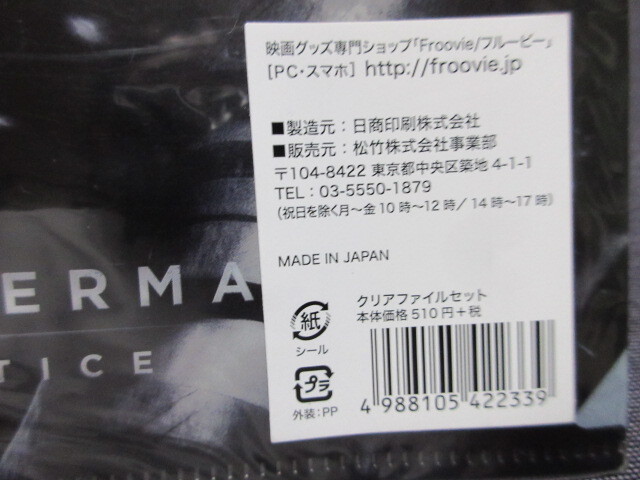 映画グッズ専門ショップ「Froovie/フルービー」
[PC・スマホ] http://froovie.jp
■製造元：日商印刷株式会社
■販売元：松竹株式会社事業部
〒104-8422 東京都中央区築地 4-1-1
TEL：03-5550-1879
（祝日を除く月～金 10 時～12 時／ 14 時～17 時）
MADE IN JAPAN
ERMA
TICE
紙
シール
プラ
外装：PP
クリアファイルセット
本体価格 510 円＋税
4 988105 422339